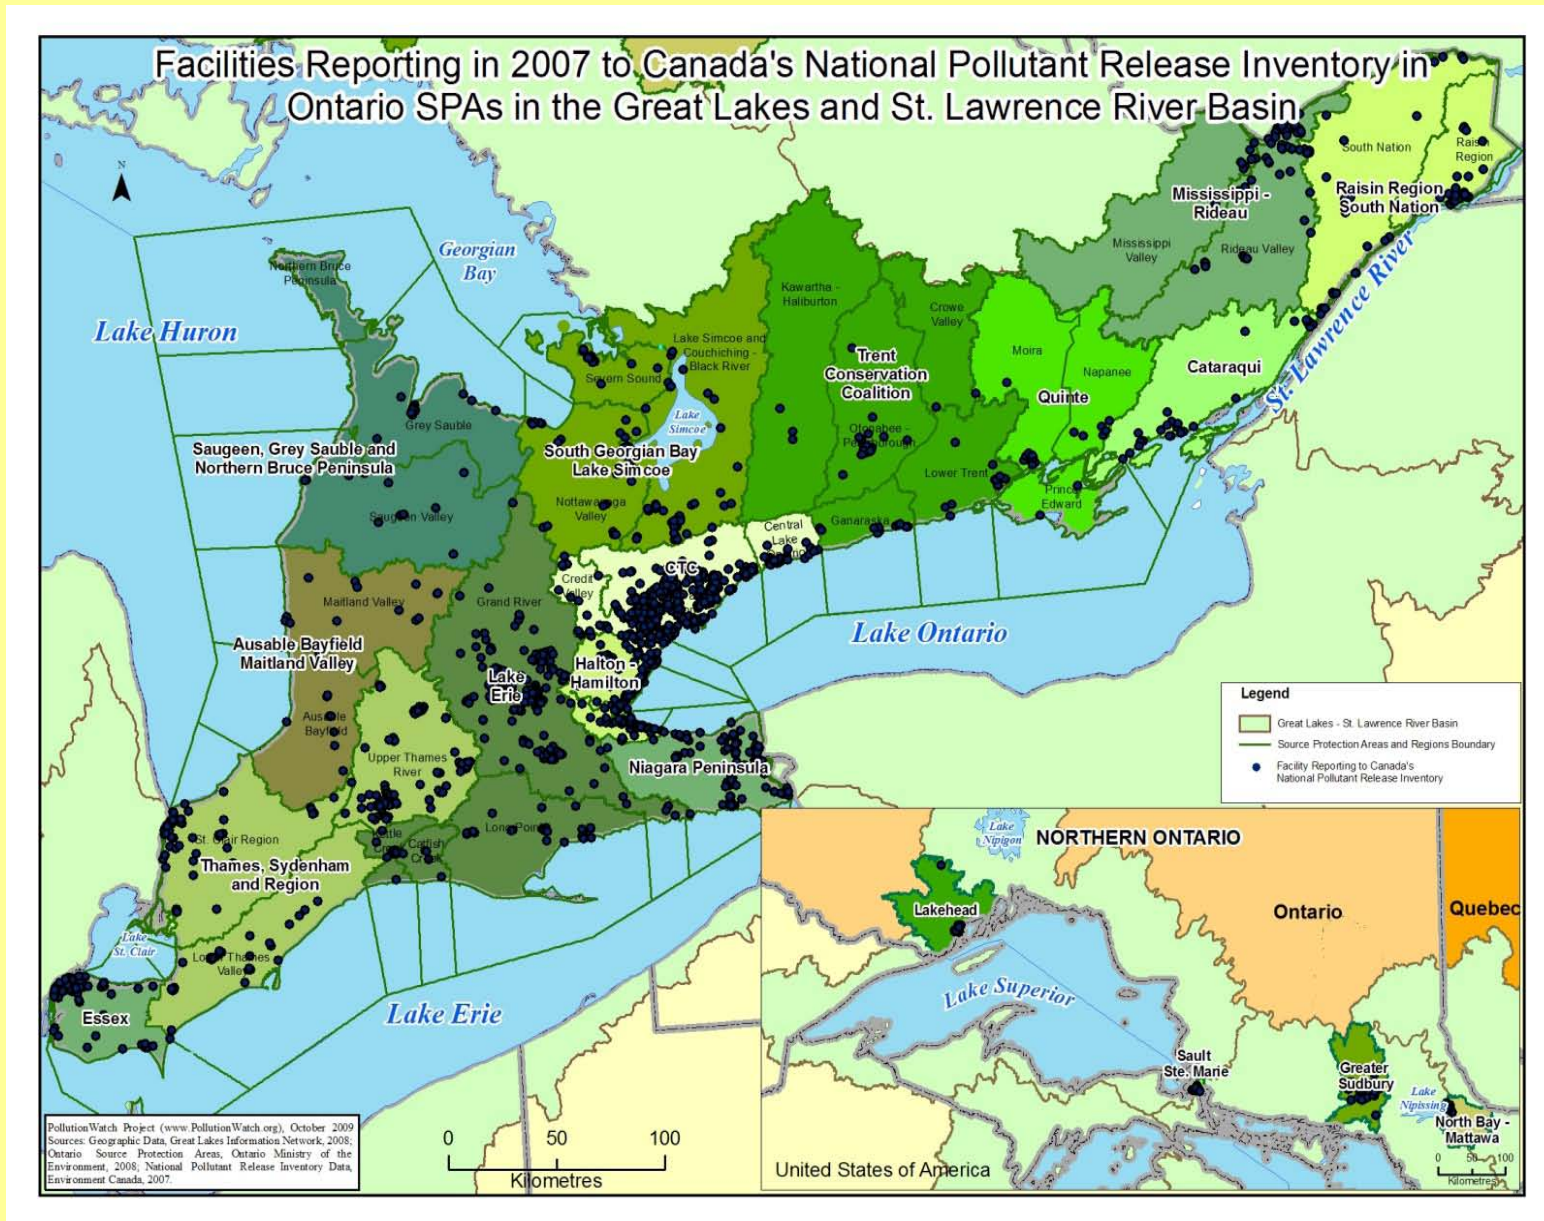 Facilities Reporting in 2007 to Canada's National Pollutant Release Inventory in
Ontario SPAs in the Great Lakes and St. Lawrence River Basin
N
Georgian
Bay
Lake Huron
Northern Bruce
Peninsula
Grey Sauble
Saugeen, Grey Sauble and
Northern Bruce Peninsula
Saugeen Valley
Severn Sound
Lake Simcoe and
Couchiching -
Black River
Lake
Simcoe
South Georgian Bay
Lake Simcoe
Nottawasaga
Valley
Kawartha -
Haliburton
Crowe
Valley
Trent
Conservation
Coalition
Otonabee -
Peterborough
Lower Trent
Ganaraska
Moira
Napanee
Quinte
Prince
Edward
Cataraqui
Mississippi -
Rideau
Mississippi
Valley
Rideau Valley
South Nation
Raisin
Region
Raisin Region
South Nation
St. Lawrence River
Central
Lake
CTC
Credit
Valley
Halton -
Hamilton
Lake Ontario
Maitland Valley
Ausable Bayfield
Maitland Valley
Ausable
Bayfield
Grand River
Lake
Erie
Upper Thames
River
Niagara Peninsula
Long Point
Kettle
Creek
Catfish
Creek
St. Clair Region
Thames, Sydenham
and Region
Lower Thames
Valley
Lake
St. Clair
Essex
Lake Erie
Legend
Great Lakes - St. Lawrence River Basin
Source Protection Areas and Regions Boundary
Facility Reporting to Canada's
National Pollutant Release Inventory
NORTHERN ONTARIO
Lake
Nipigon
Lakehead
Ontario
Quebec
Lake Superior
Sault
Ste. Marie
Greater
Sudbury
Lake
Nipissing
North Bay -
Mattawa
0 50 100
Kilometres
United States of America
PollutionWatch Project (www.PollutionWatch.org), October 2009
Sources: Geographic Data, Great Lakes Information Network, 2008;
Ontario Source Protection Areas, Ontario Ministry of the
Environment, 2008; National Pollutant Release Inventory Data,
Environment Canada, 2007.
0 50 100
Kilometres